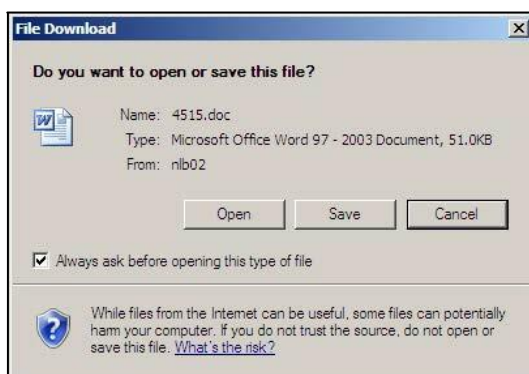 File Download
Do you want to open or save this file?
Name: 4515.doc
Type: Microsoft Office Word 97 - 2003 Document, 51.0KB
From: nlb02
Open Save Cancel
Always ask before opening this type of file
While files from the Internet can be useful, some files can potentially
harm your computer. If you do not trust the source, do not open or
save this file. What's the risk?